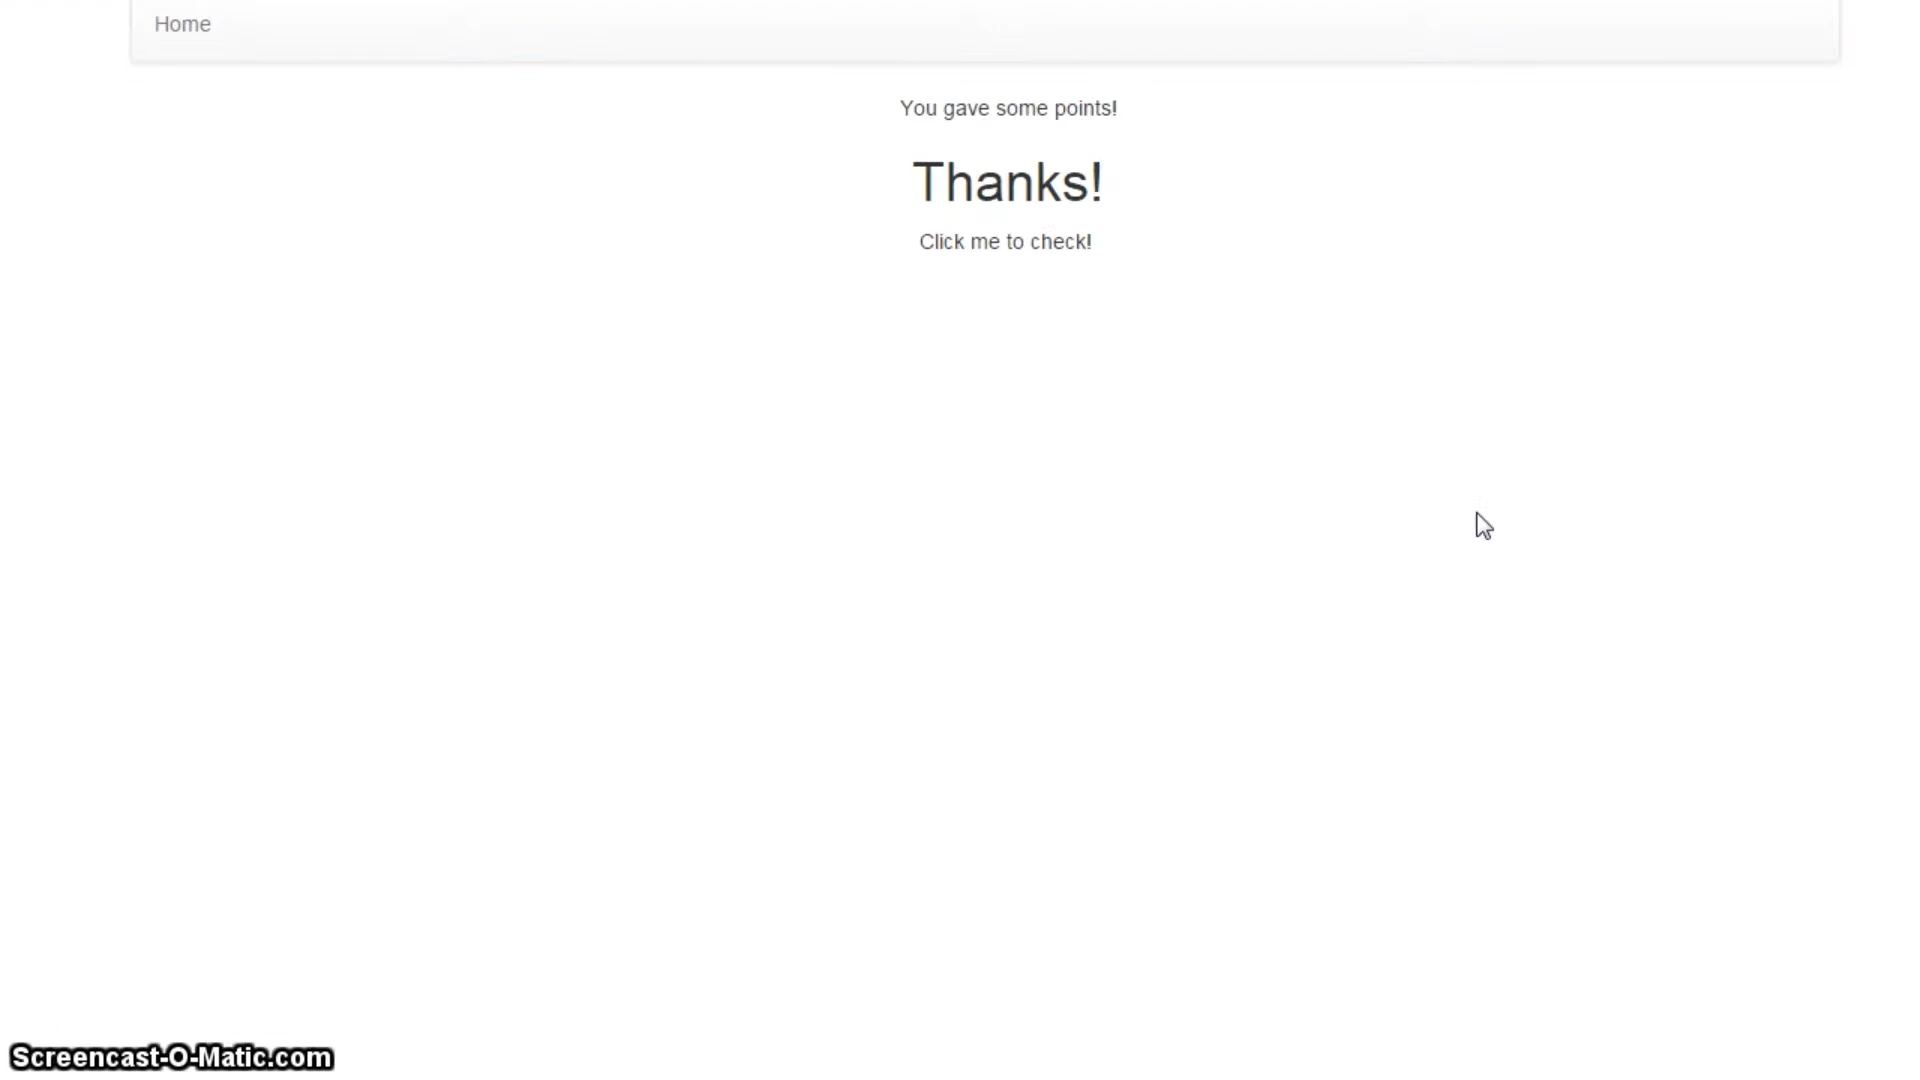 Home
You gave some points!
Thanks!
Click me to check!
Screencast-O-Matic.com